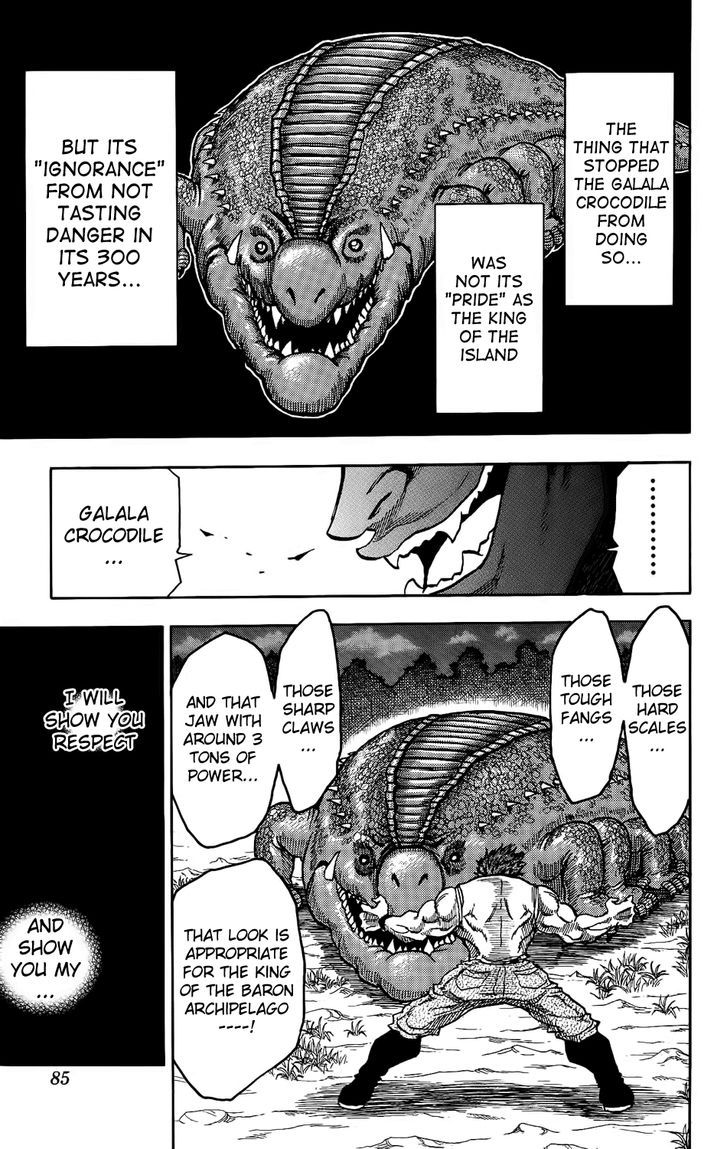 THE
THING THAT
STOPPED
THE GALALA
CROCODILE
FROM
DOING
SO...
WAS
NOT ITS
"PRIDE" AS
THE KING
OF THE
ISLAND
BUT ITS
"IGNORANCE"
FROM NOT
TASTING
DANGER IN
ITS 300
YEARS...
........
GALALA
CROCODILE
...
THOSE
HARD
SCALES
...
THOSE
TOUGH
FANGS
...
THOSE
SHARP
CLAWS
...
AND THAT
JAW WITH
AROUND 3
TONS OF
POWER...
THAT LOOK IS
APPROPRIATE
FOR THE KING
OF THE BARON
ARCHIPELAGO
----!
I WILL
SHOW YOU
RESPECT
AND
SHOW
YOU MY
...
85